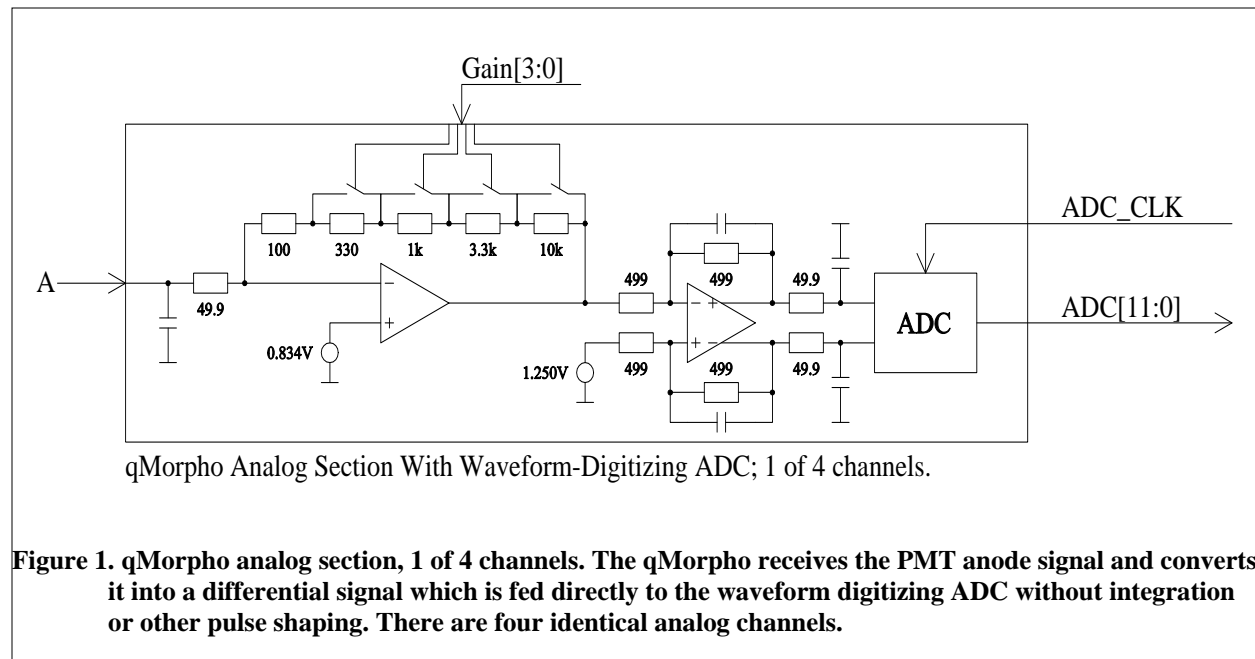 Gain[3:0]
ADC_CLK
100
330
1k
3.3k
10k
A
49.9
499
499
49.9
−
+
−
+
+
−
ADC
ADC[11:0]
0.834V
1.250V
499
499
49.9
qMorpho Analog Section With Waveform-Digitizing ADC; 1 of 4 channels.
Figure 1. qMorpho analog section, 1 of 4 channels. The qMorpho receives the PMT anode signal and converts
it into a differential signal which is fed directly to the waveform digitizing ADC without integration
or other pulse shaping. There are four identical analog channels.